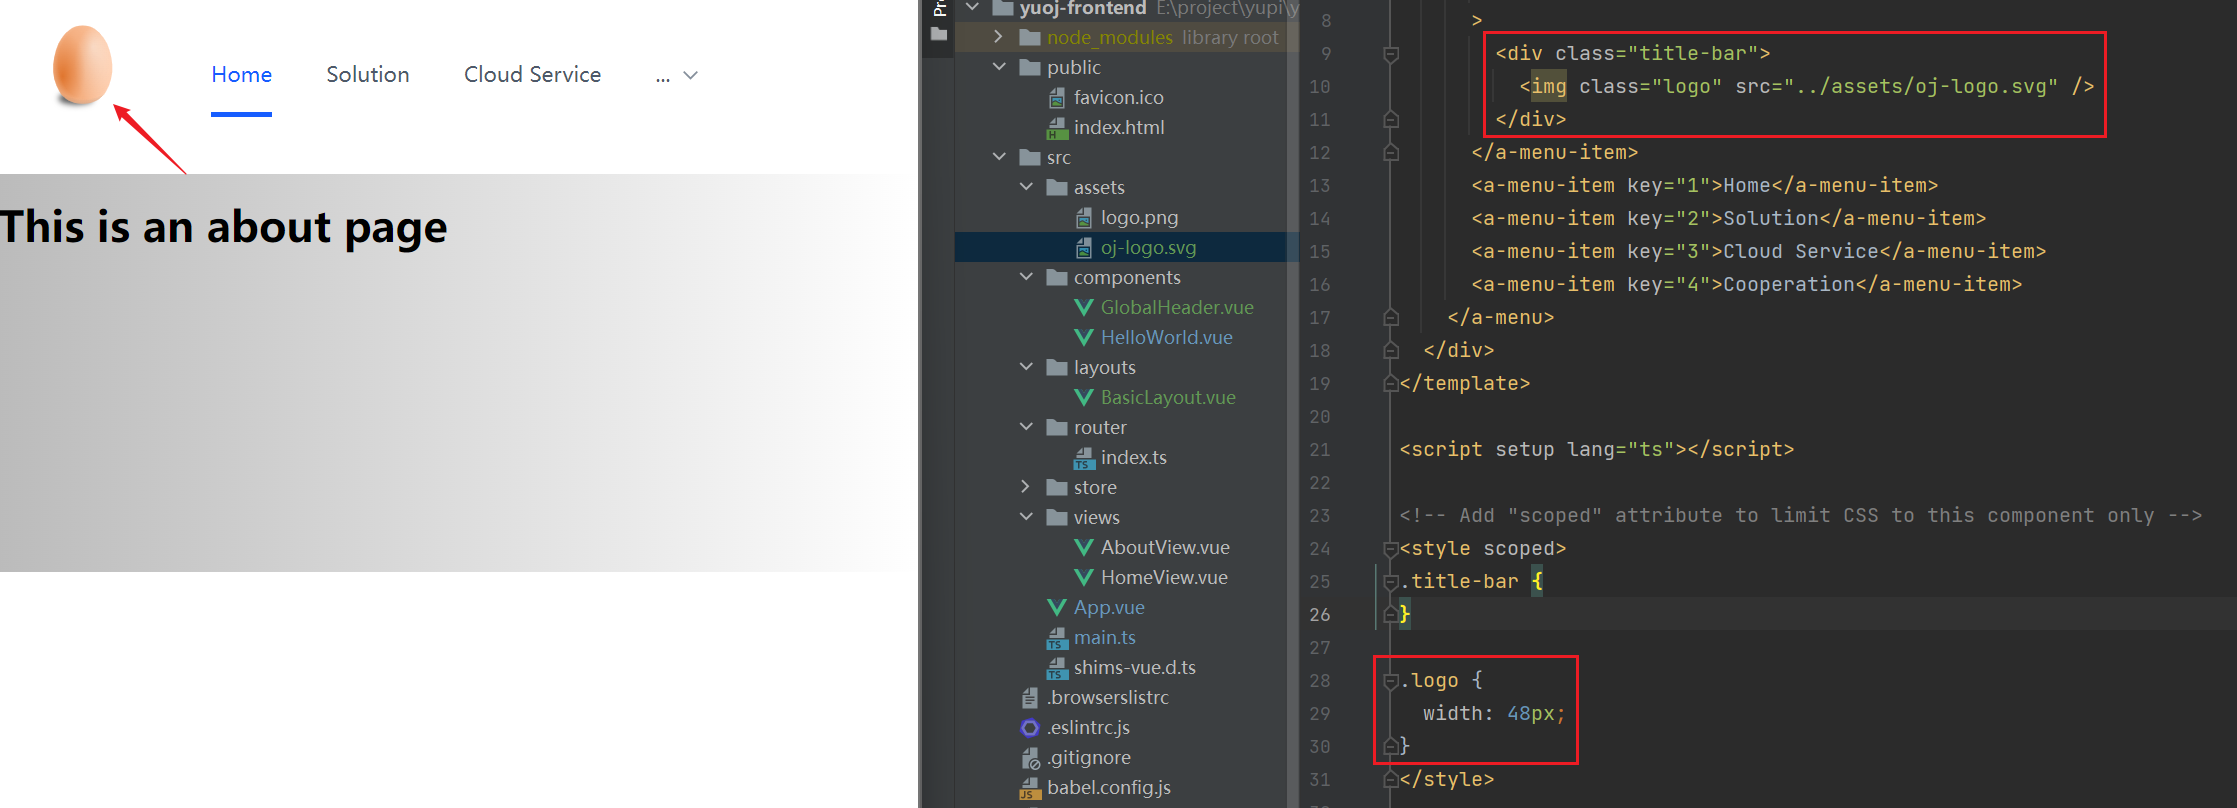 Home Solution Cloud Service ...
This is an about page
yuoj-frontend E:\project\yupi\y
node_modules library root
public
favicon.ico
index.html
src
assets
logo.png
oj-logo.svg
components
GlobalHeader.vue
HelloWorld.vue
layouts
BasicLayout.vue
router
index.ts
store
views
AboutView.vue
HomeView.vue
App.vue
main.ts
shims-vue.d.ts
.browserslistrc
.eslintrc.js
.gitignore
babel.config.js
8 >
9 <div class="title-bar">
10 <img class="logo" src="../assets/oj-logo.svg" />
11 </div>
12 </a-menu-item>
13 <a-menu-item key="1">Home</a-menu-item>
14 <a-menu-item key="2">Solution</a-menu-item>
15 <a-menu-item key="3">Cloud Service</a-menu-item>
16 <a-menu-item key="4">Cooperation</a-menu-item>
17 </a-menu>
18 </div>
19 </template>
20
21 <script setup lang="ts"></script>
22
23 <!-- Add "scoped" attribute to limit CSS to this component only -->
24 <style scoped>
25 .title-bar {
26 }
27
28 .logo {
29 width: 48px;
30 }
31 </style>